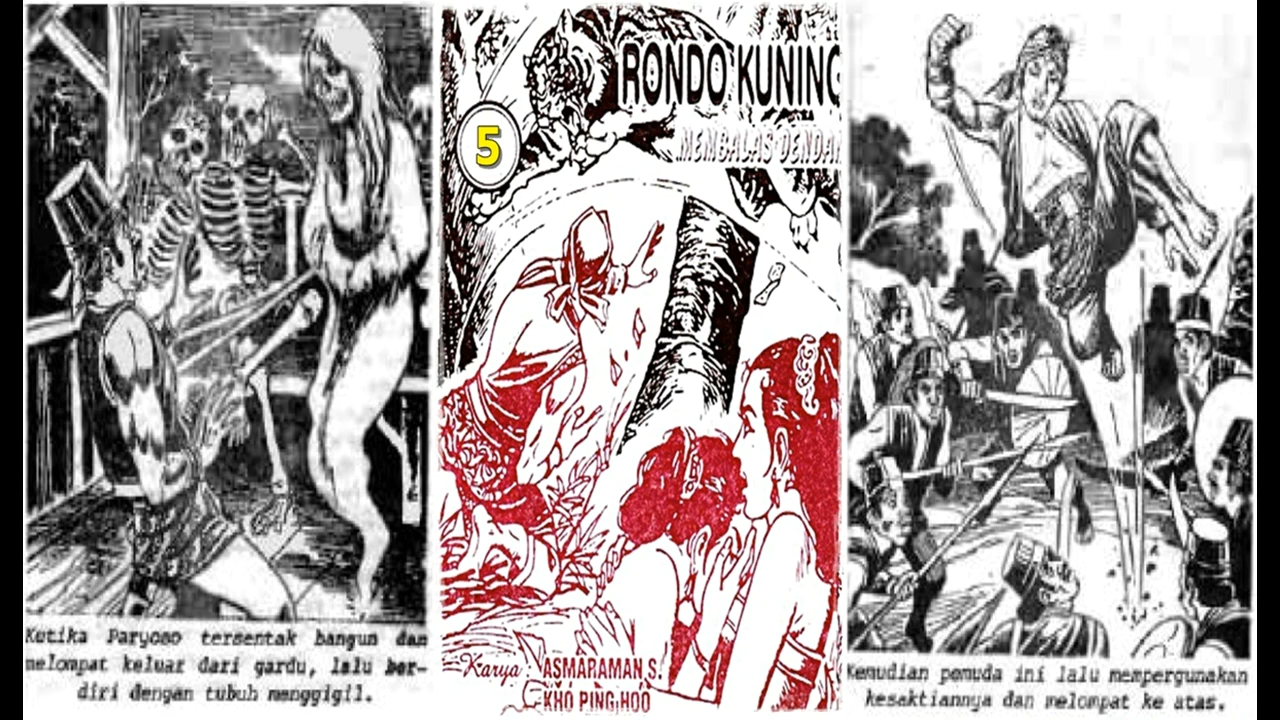 Ketika Paryoso tersentak bangun dan
melompat keluar dari gardu, lalu ber-
diri dengan tubuh menggigil.
RONDO KUNING
MEMBALAS DENDAM
5
Karya :
ASMARAMAN S.
KHO PING HOO
Kemudian pemuda ini lalu mempergunakan
kesaktiannya dan melompat ke atas.